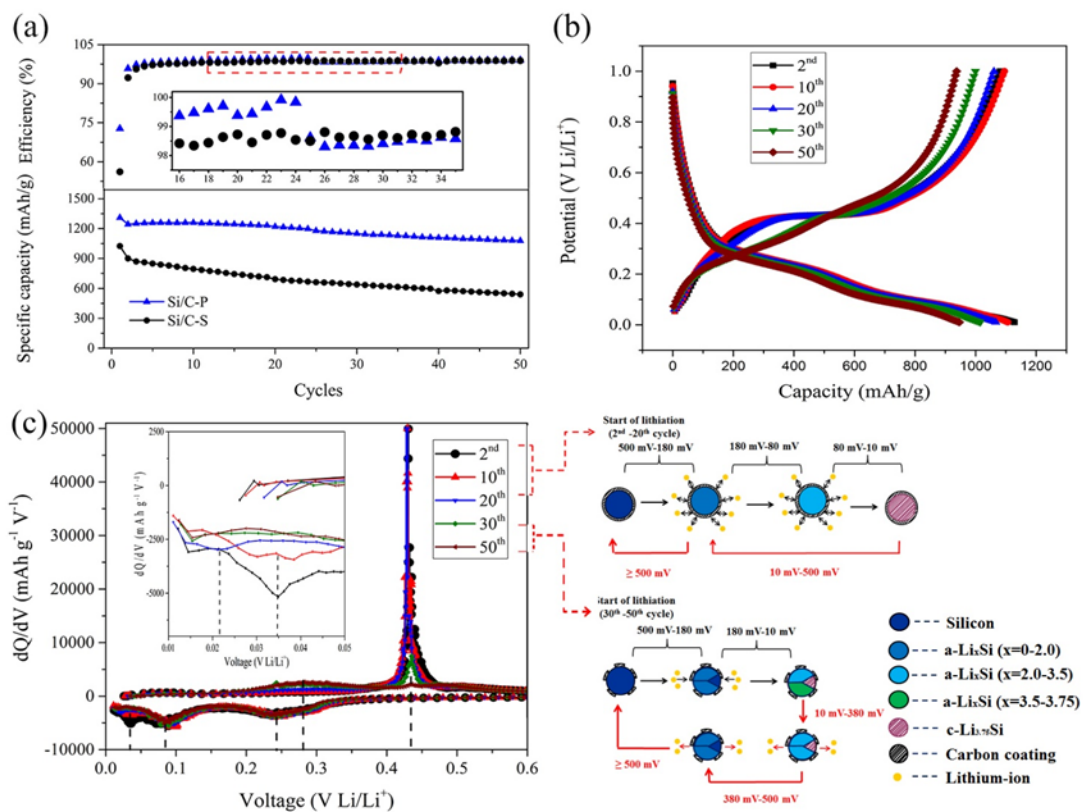 (a)
105
100
75
50
1500
1200
900
600
300
0
Specific capacity (mAh/g) Efficiency (%)
100
99
98
16 18 20 22 24 26 28 30 32 34
Si/C-P
Si/C-S
0 10 20 30 40 50
Cycles
(b)
1.0
0.8
0.6
0.4
0.2
0.0
Potential (V Li/Li⁺)
2nd
10th
20th
30th
50th
0 200 400 600 800 1000 1200
Capacity (mAh/g)
(c)
50000
40000
30000
20000
10000
0
-10000
dQ/dV (mAh g⁻¹ V⁻¹)
2500
0
-2500
-5000
dQ/dV (mAh g⁻¹ V⁻¹)
0.01 0.02 0.03 0.04 0.05
Voltage (V Li/Li⁺)
2nd
10th
20th
30th
50th
0.0 0.1 0.2 0.3 0.4 0.5 0.6
Voltage (V Li/Li⁺)
Start of lithiation
(2nd -20th cycle)
500 mV-180 mV
180 mV-80 mV
80 mV-10 mV
≥ 500 mV
10 mV-500 mV
Start of lithiation
(30th -50th cycle)
500 mV-180 mV
180 mV-10 mV
10 mV-380 mV
≥ 500 mV
380 mV-500 mV
Silicon
a-LixSi (x=0-2.0)
a-LixSi (x=2.0-3.5)
a-LixSi (x=3.5-3.75)
c-Li3.75Si
Carbon coating
Lithium-ion